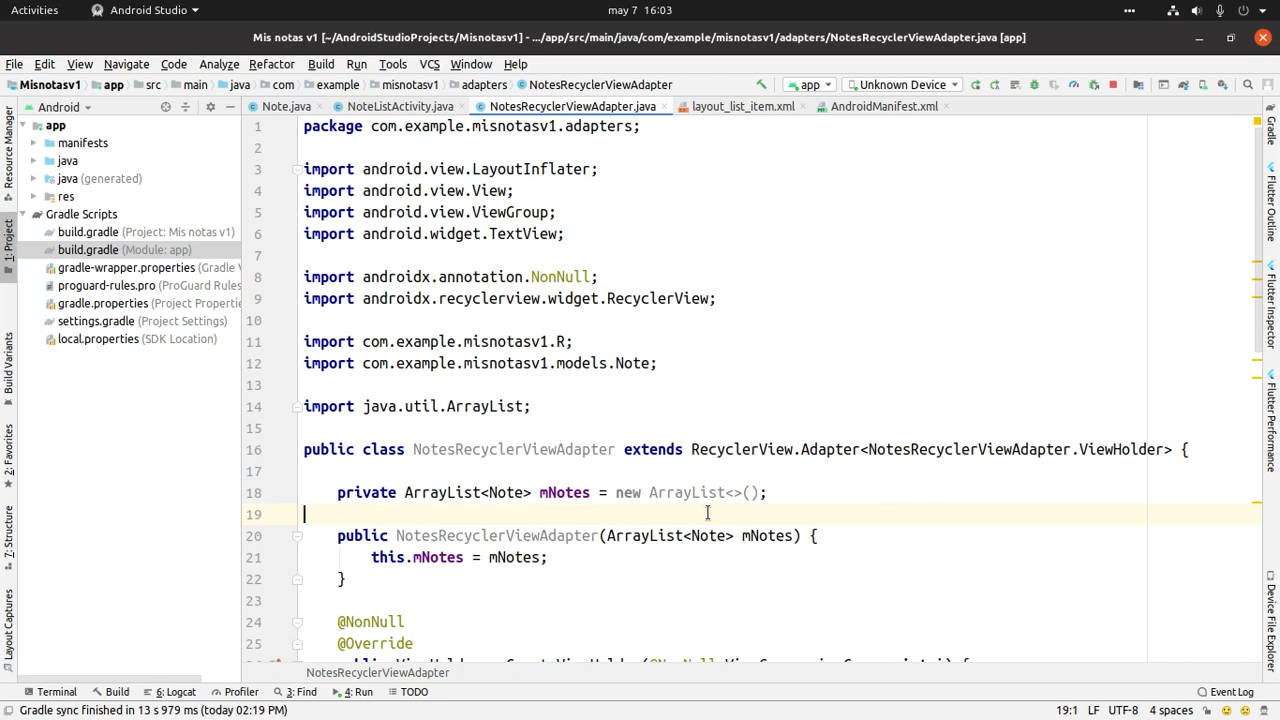 Activities
Android Studio
may 7 16:03
Mis notas v1 [~/AndroidStudioProjects/Misnotasv1] - .../app/src/main/java/com/example/misnotasv1/adapters/NotesRecyclerViewAdapter.java [app]
File Edit View Navigate Code Analyze Refactor Build Run Tools VCS Window Help
Misnotasv1 app src main java com example misnotasv1 adapters NotesRecyclerViewAdapter app Unknown Device
Android
Note.java NoteListActivity.java NotesRecyclerViewAdapter.java layout_list_item.xml AndroidManifest.xml
Resource Manager
1: Project
Build Variants
2: Favorites
7: Structure
Layout Captures
app
manifests
java
java (generated)
res
Gradle Scripts
build.gradle (Project: Mis notas v1)
build.gradle (Module: app)
gradle-wrapper.properties (Gradle V
proguard-rules.pro (ProGuard Rules
gradle.properties (Project Properties
settings.gradle (Project Settings)
local.properties (SDK Location)
1 package com.example.misnotasv1.adapters;
2
3 import android.view.LayoutInflater;
4 import android.view.View;
5 import android.view.ViewGroup;
6 import android.widget.TextView;
7
8 import androidx.annotation.NonNull;
9 import androidx.recyclerview.widget.RecyclerView;
10
11 import com.example.misnotasv1.R;
12 import com.example.misnotasv1.models.Note;
13
14 import java.util.ArrayList;
15
16 public class NotesRecyclerViewAdapter extends RecyclerView.Adapter<NotesRecyclerViewAdapter.ViewHolder> {
17
18 private ArrayList<Note> mNotes = new ArrayList<>();
19
20 public NotesRecyclerViewAdapter(ArrayList<Note> mNotes) {
21 this.mNotes = mNotes;
22 }
23
24 @NonNull
25 @Override
NotesRecyclerViewAdapter
Gradle
Flutter Outline
Flutter Inspector
Flutter Performance
Device File Explorer
Terminal Build 6: Logcat Profiler 3: Find 4: Run TODO Event Log
Gradle sync finished in 13 s 979 ms (today 02:19 PM) 19:1 LF UTF-8 4 spaces